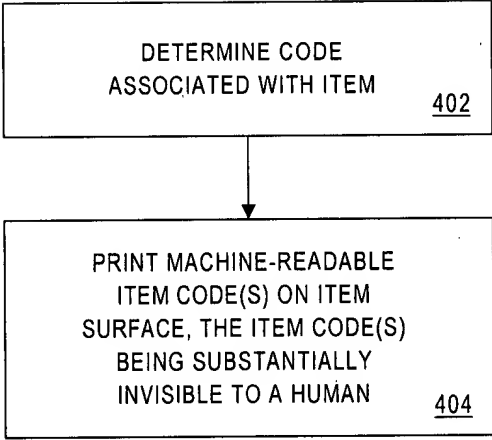 DETERMINE CODE
ASSOCIATED WITH ITEM
402
PRINT MACHINE-READABLE
ITEM CODE(S) ON ITEM
SURFACE, THE ITEM CODE(S)
BEING SUBSTANTIALLY
INVISIBLE TO A HUMAN
404